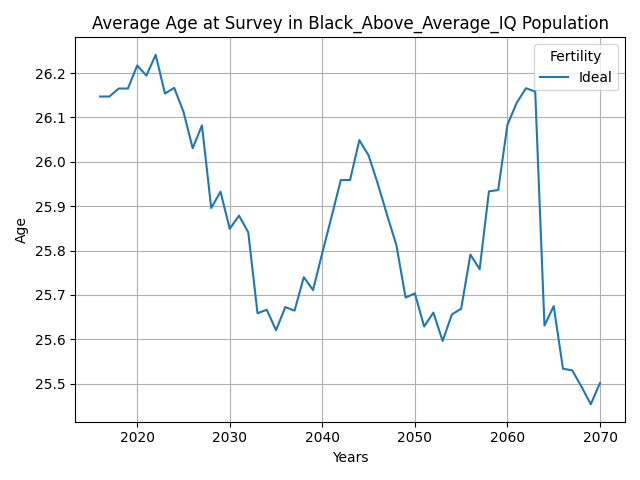 Average Age at Survey in Black_Above_Average_IQ Population
Fertility
Ideal
26.2
26.1
26.0
25.9
25.8
25.7
25.6
25.5
Age
2020 2030 2040 2050 2060 2070
Years